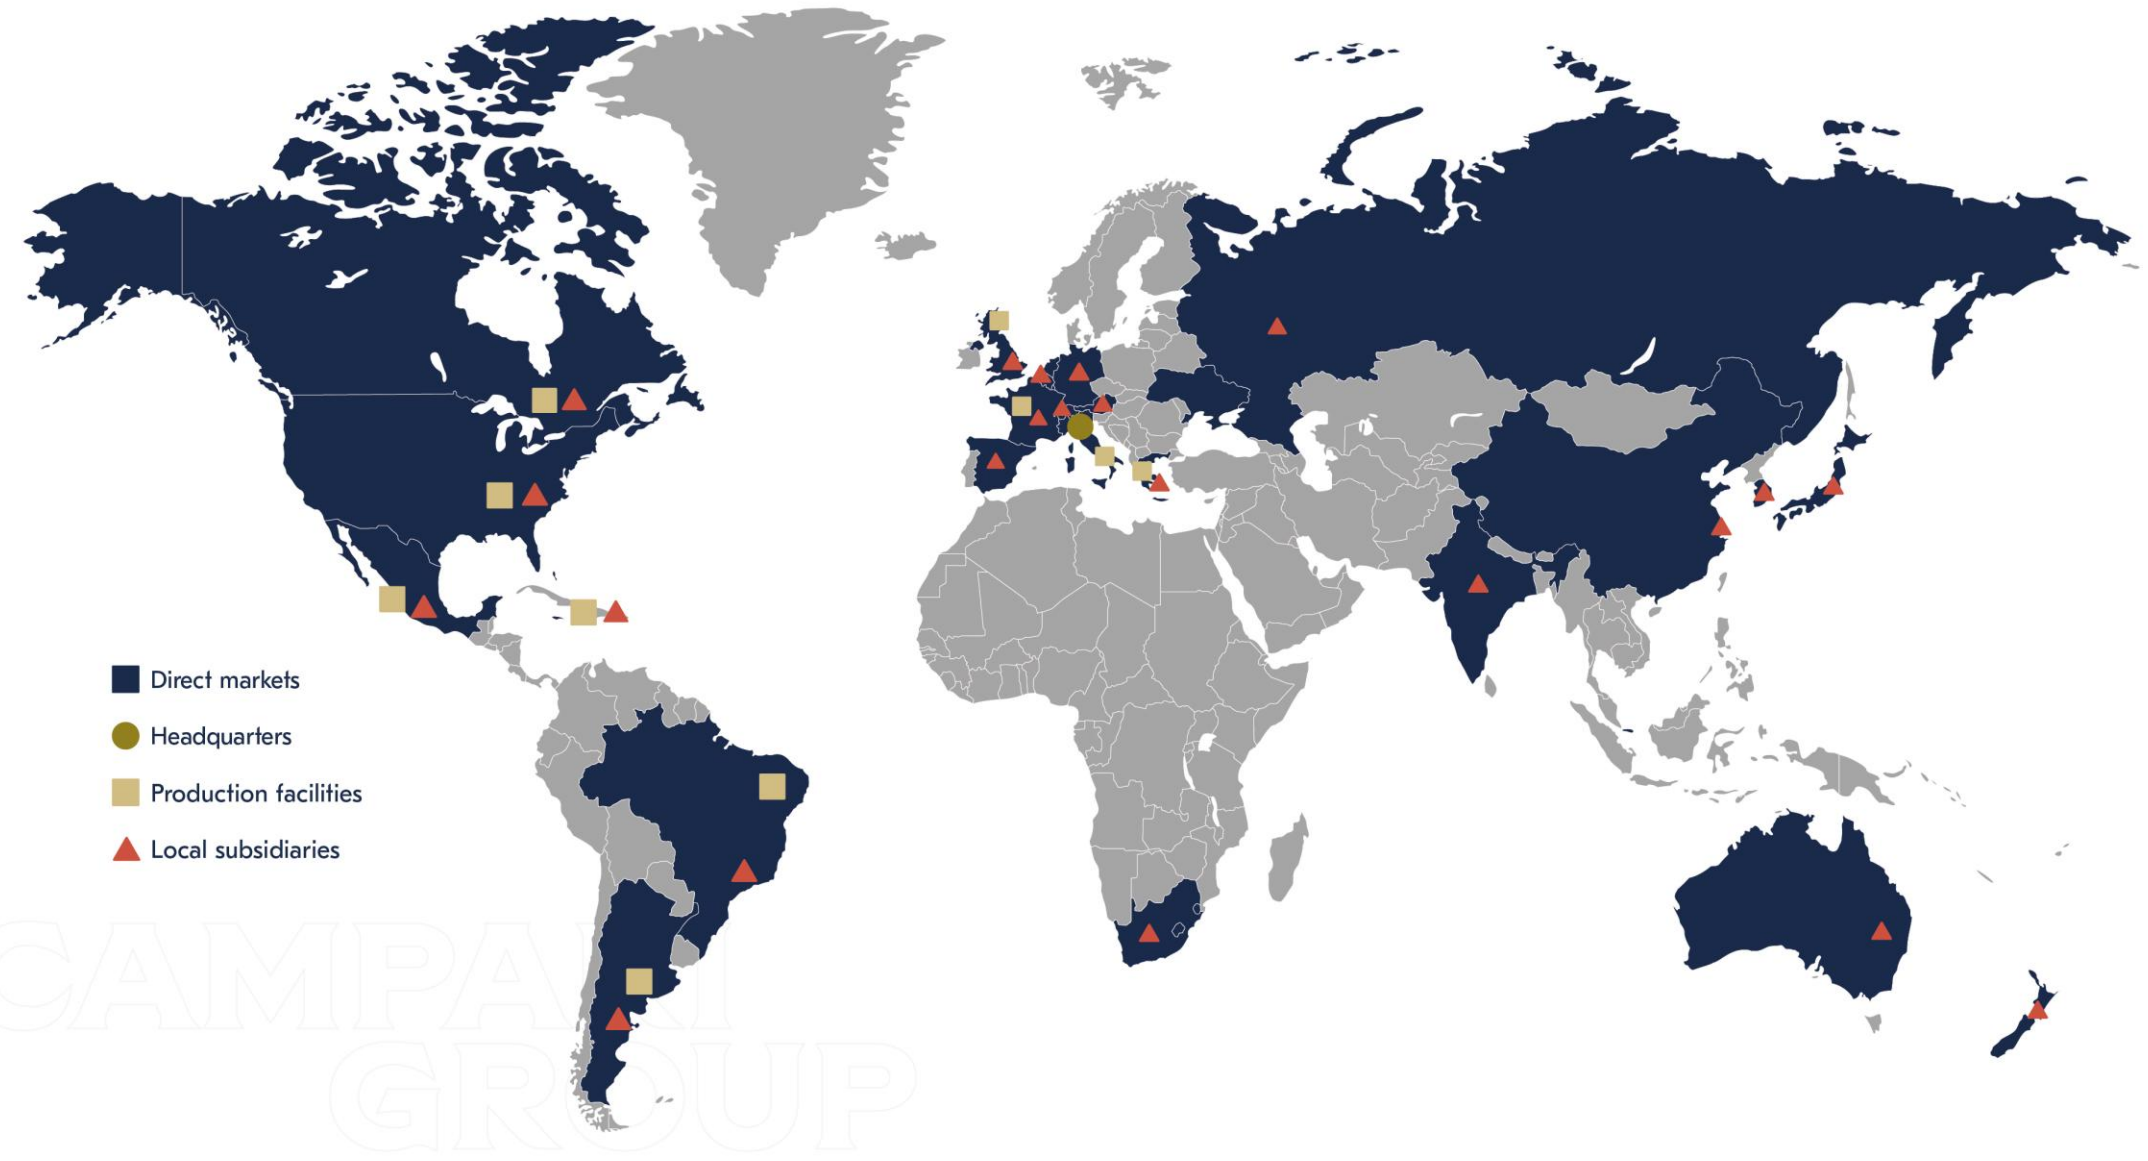 Direct markets
Headquarters
Production facilities
Local subsidiaries
CAMPARI
GROUP